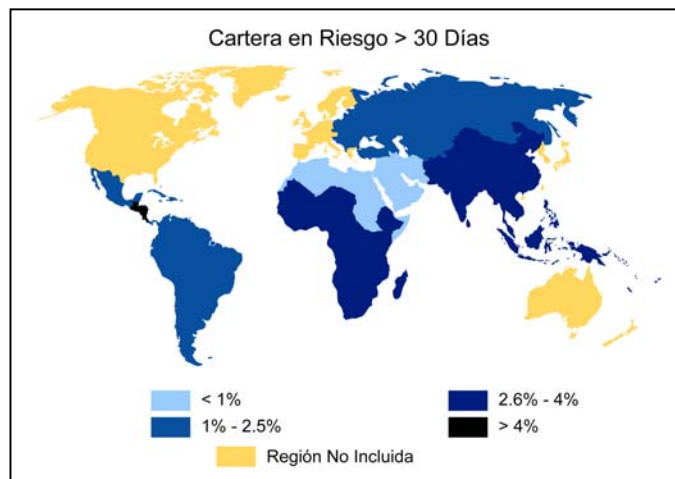 Cartera en Riesgo > 30 Días
< 1%
2.6% - 4%
1% - 2.5%
> 4%
Región No Incluida